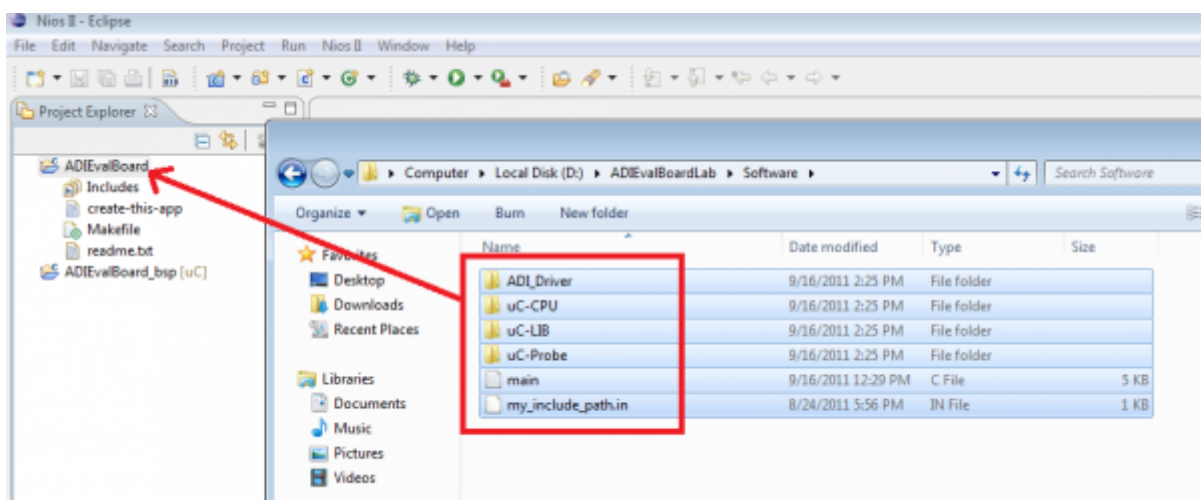 Nios II - Eclipse
File Edit Navigate Search Project Run Nios II Window Help
Project Explorer
ADIEvalBoard
Includes
create-this-app
Makefile
readme.txt
ADIEvalBoard_bsp [uC]
Computer Local Disk (D:) ADIEvalBoardLab Software
Search Software
Organize Open Burn New folder
Favorites
Desktop
Downloads
Recent Places
Libraries
Documents
Music
Pictures
Videos
Name Date modified Type Size
ADI_Driver 9/16/2011 2:25 PM File folder
uC-CPU 9/16/2011 2:25 PM File folder
uC-LIB 9/16/2011 2:25 PM File folder
uC-Probe 9/16/2011 2:25 PM File folder
main 9/16/2011 12:29 PM C File 5 KB
my_include_path.in 8/24/2011 5:56 PM IN File 1 KB